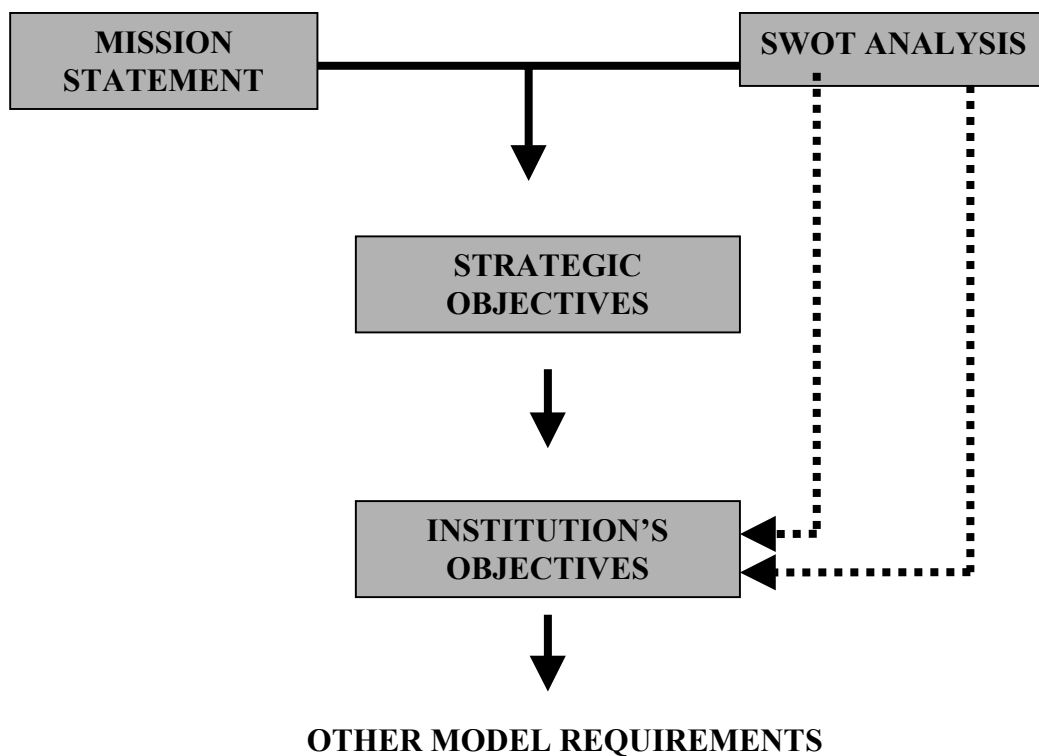 MISSION
STATEMENT
SWOT ANALYSIS
STRATEGIC
OBJECTIVES
INSTITUTION’S
OBJECTIVES
OTHER MODEL REQUIREMENTS